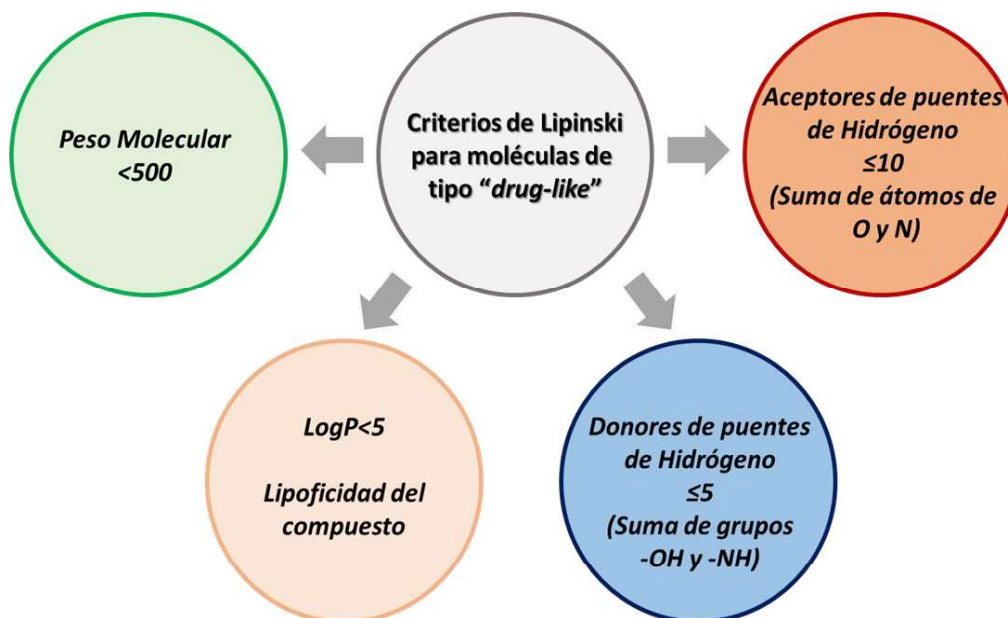 Peso Molecular
<500
Criterios de Lipinski
para moléculas de
tipo “drug-like”
Aceptores de puentes
de Hidrógeno
≤10
(Suma de átomos de
O y N)
LogP<5
Lipoficidad del
compuesto
Donores de puentes
de Hidrógeno
≤5
(Suma de grupos
-OH y -NH)